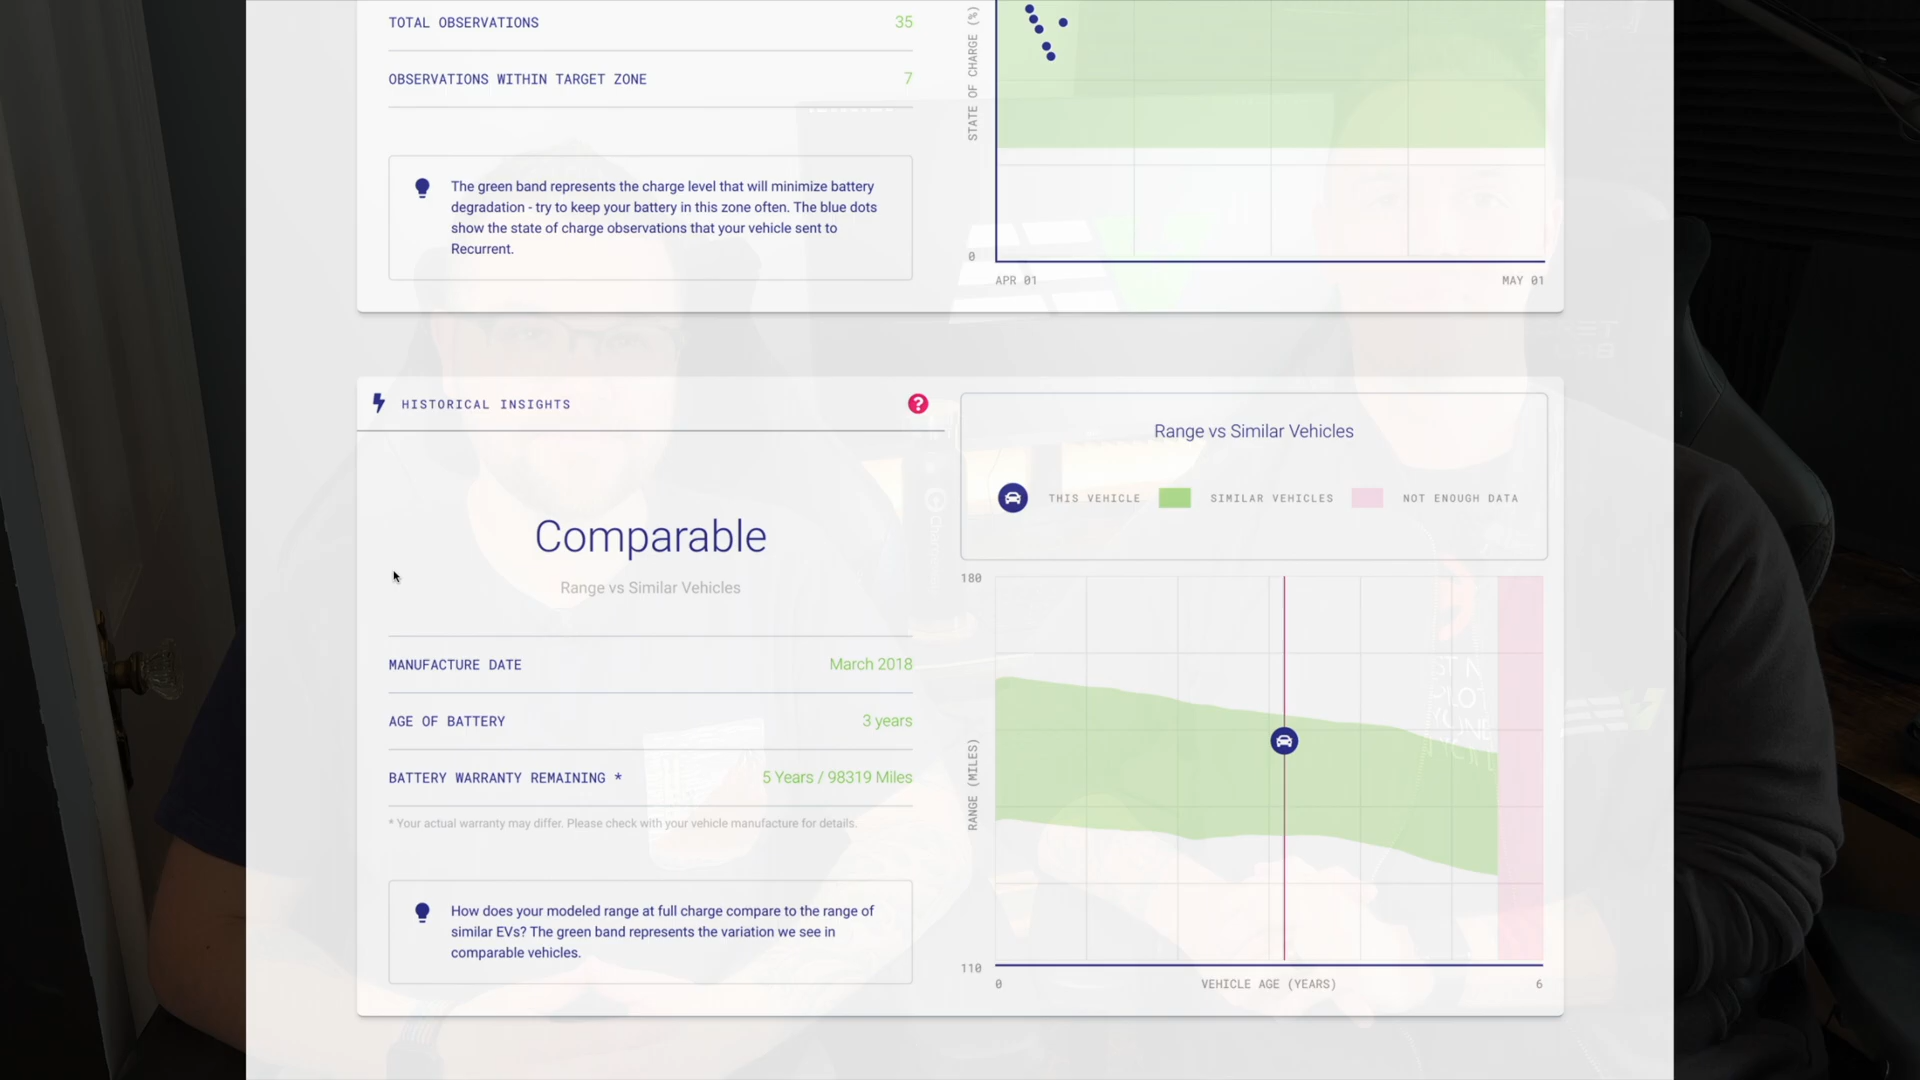 TOTAL OBSERVATIONS 35
OBSERVATIONS WITHIN TARGET ZONE 7
The green band represents the charge level that will minimize battery
degradation - try to keep your battery in this zone often. The blue dots
show the state of charge observations that your vehicle sent to
Recurrent.
STATE OF CHARGE (%)
0
APR 01 MAY 01
HISTORICAL INSIGHTS
?
Comparable
Range vs Similar Vehicles
MANUFACTURE DATE March 2018
AGE OF BATTERY 3 years
BATTERY WARRANTY REMAINING * 5 Years / 98319 Miles
* Your actual warranty may differ. Please check with your vehicle manufacture for details.
How does your modeled range at full charge compare to the range of
similar EVs? The green band represents the variation we see in
comparable vehicles.
Range vs Similar Vehicles
THIS VEHICLE SIMILAR VEHICLES NOT ENOUGH DATA
180
RANGE (MILES)
110
0 VEHICLE AGE (YEARS) 6